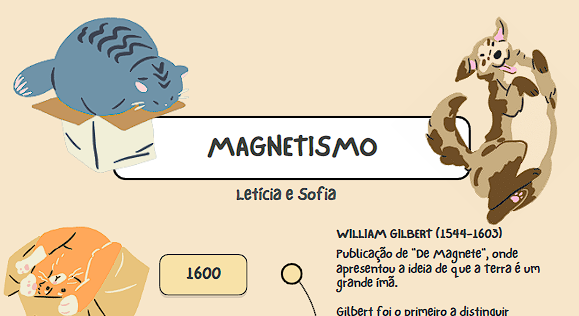 MAGNETISMO
Letícia e Sofia
1600
WILLIAM GILBERT (1544-1603)
Publicação de "De Magnete", onde
apresentou a ideia de que a Terra é um
grande ímã.
Gilbert foi o primeiro a distinguir